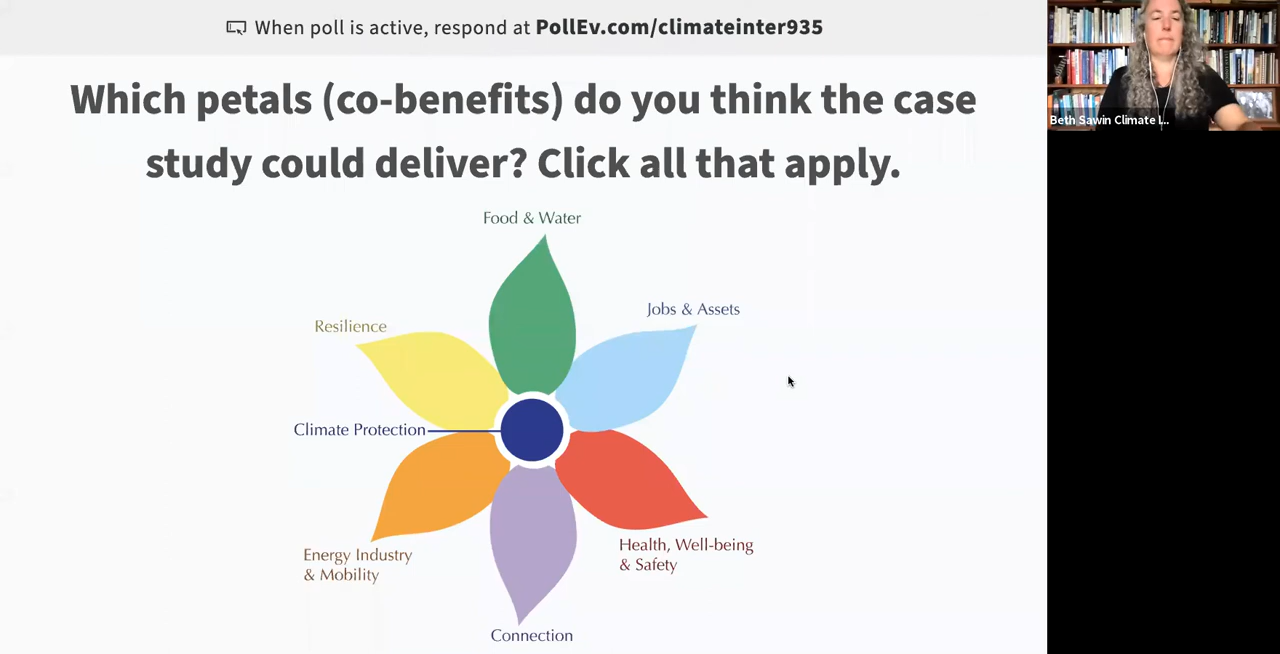 When poll is active, respond at PollEv.com/climateinter935
Which petals (co-benefits) do you think the case
study could deliver? Click all that apply.
Beth Sawin Climate I...
Food & Water
Jobs & Assets
Resilience
Climate Protection
Energy Industry
& Mobility
Health, Well-being
& Safety
Connection